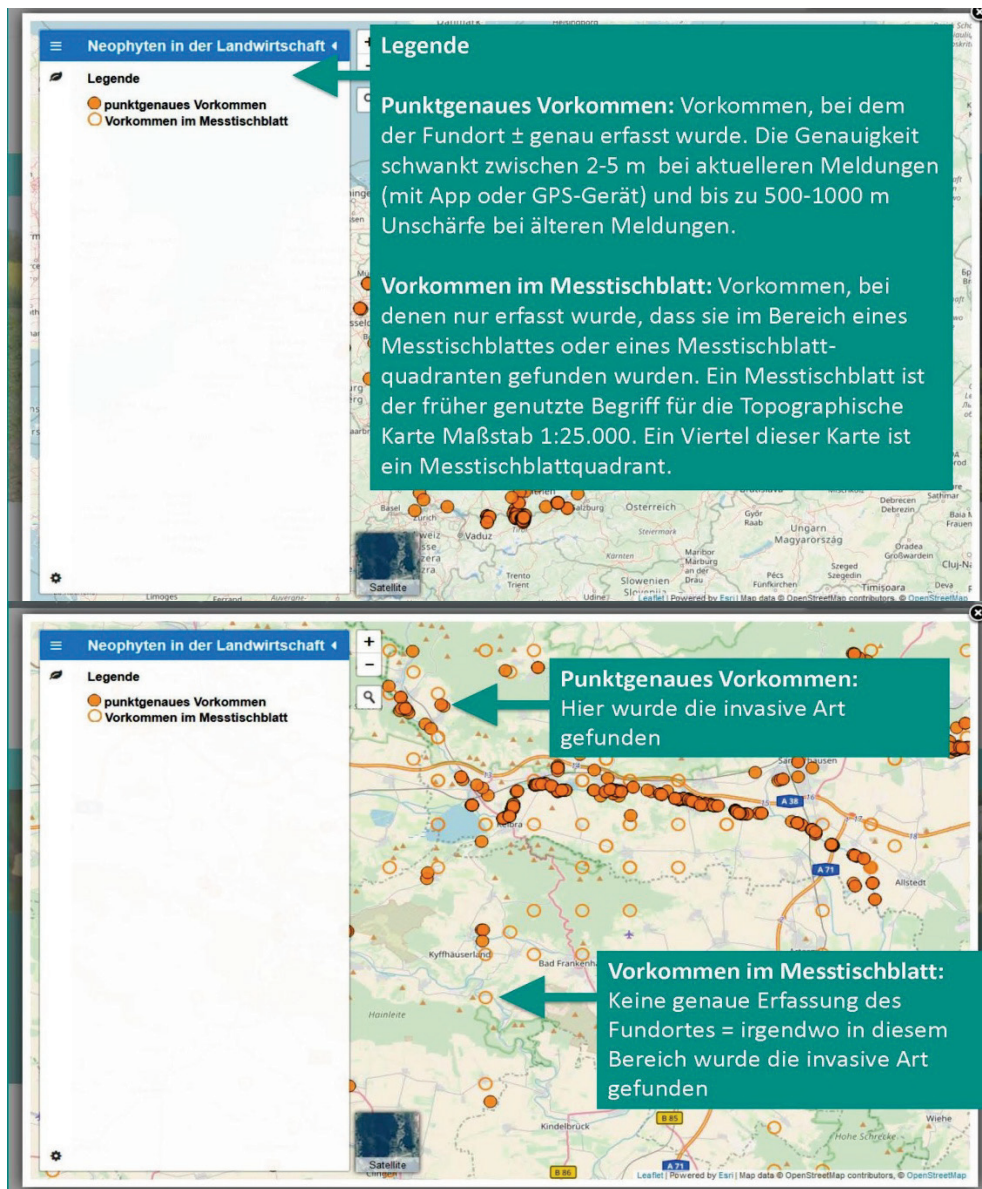 Neophyten in der Landwirtschaft
Legende
punktgenaues Vorkommen
Vorkommen im Messtischblatt
+
Legende
Punktgenaues Vorkommen: Vorkommen, bei dem
der Fundort ± genau erfasst wurde. Die Genauigkeit
schwankt zwischen 2-5 m bei aktuelleren Meldungen
(mit App oder GPS-Gerät) und bis zu 500-1000 m
Unschärfe bei älteren Meldungen.
Vorkommen im Messtischblatt: Vorkommen, bei
denen nur erfasst wurde, dass sie im Bereich eines
Messtischblattes oder eines Messtischblatt-
quadranten gefunden wurden. Ein Messtischblatt ist
der früher genutzte Begriff für die Topographische
Karte Maßstab 1:25.000. Ein Viertel dieser Karte ist
ein Messtischblattquadrant.
Basel
Zürich
Vaduz
Österreich
Steiermark
Kärnten
Győr
Raab
Ungarn
Magyarország
Debrecen
Debrezin
Sathmar
Oradea
Großwardein
Cluj-Na
Maribor
Marburg
an der
Drau
Pécs
Fünfkirchen
Szeged
Szegedin
Timișoara
Deva
Trento
Trient
Udine
Slowenien
Slovenija
Limoges
Satellite
Leaflet | Powered by Esri | Map data © OpenStreetMap contributors, © OpenStreetMap
Neophyten in der Landwirtschaft
Legende
punktgenaues Vorkommen
Vorkommen im Messtischblatt
+
−
Punktgenaues Vorkommen:
Hier wurde die invasive Art
gefunden
A 38
Kelbra
A 71
Allstedt
Kyffhäuserland
Bad Frankenha
Hainleite
Vorkommen im Messtischblatt:
Keine genaue Erfassung des
Fundortes = irgendwo in diesem
Bereich wurde die invasive Art
gefunden
B 85
Wiehe
Kindelbrück
Hohe Schrecke
B 86
A 71
Satellite
Clingen
Leaflet | Powered by Esri | Map data © OpenStreetMap contributors, © OpenStreetMap